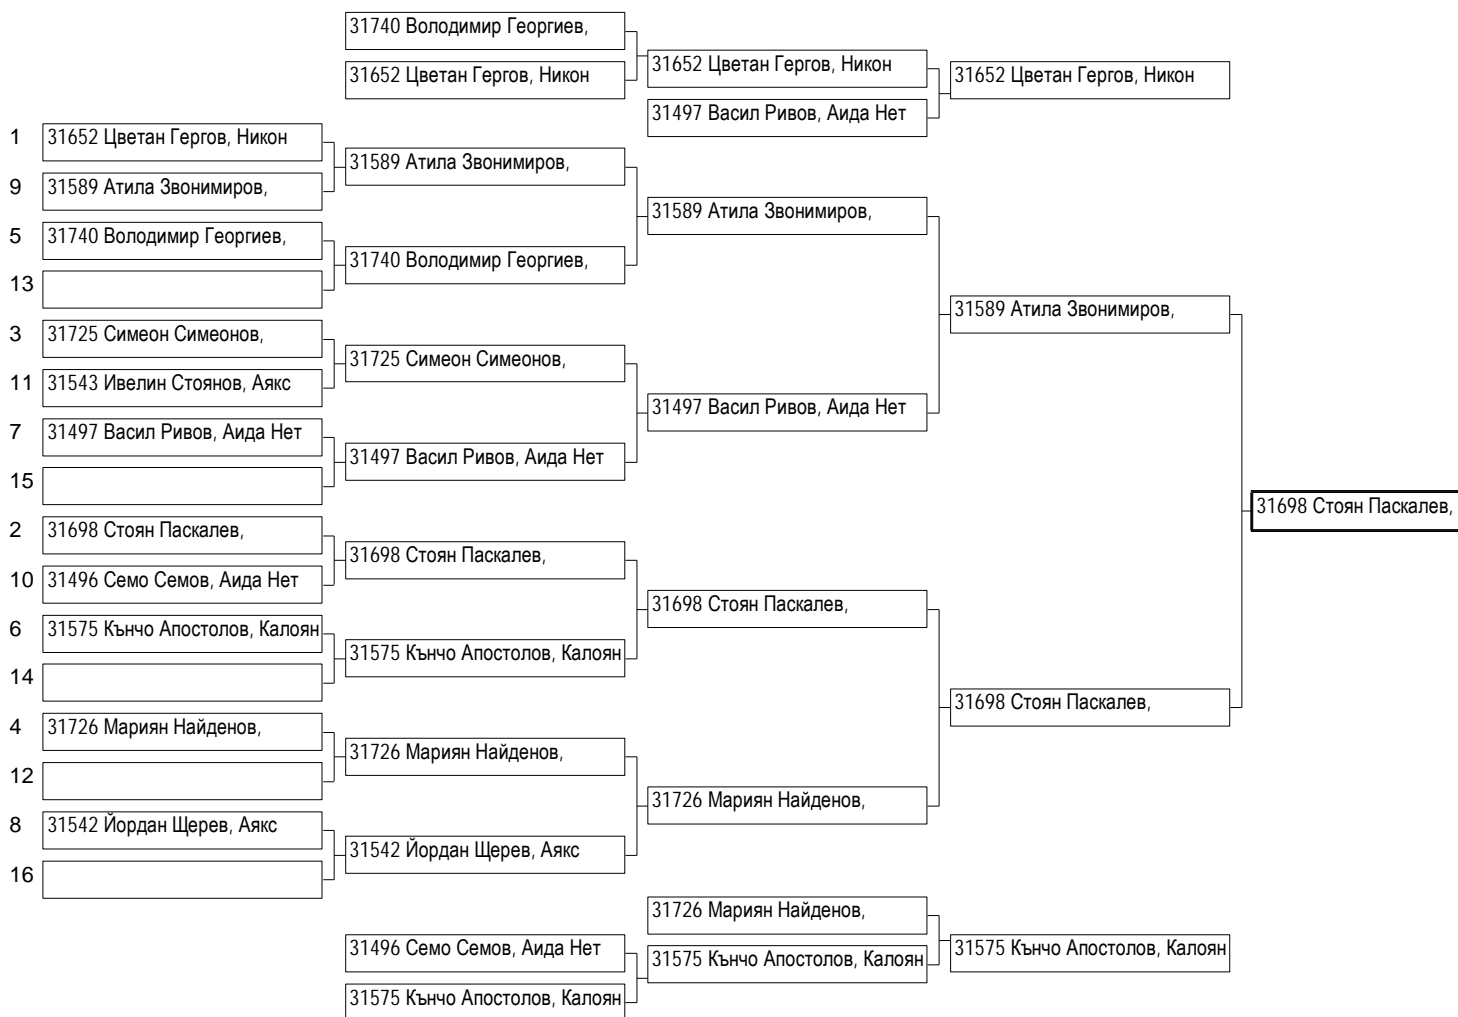 31740 Володимир Георгиев,
31652 Цветан Гергов, Никон
31652 Цветан Гергов, Никон
31652 Цветан Гергов, Никон
31497 Васил Ривов, Аида Нет
1 31652 Цветан Гергов, Никон
31589 Атила Звонимиров,
9 31589 Атила Звонимиров,
31589 Атила Звонимиров,
5 31740 Володимир Георгиев,
31740 Володимир Георгиев,
13
31589 Атила Звонимиров,
3 31725 Симеон Симеонов,
31725 Симеон Симеонов,
11 31543 Ивелин Стоянов, Аякс
31497 Васил Ривов, Аида Нет
7 31497 Васил Ривов, Аида Нет
31497 Васил Ривов, Аида Нет
15
31698 Стоян Паскалев,
2 31698 Стоян Паскалев,
31698 Стоян Паскалев,
10 31496 Семо Семов, Аида Нет
31698 Стоян Паскалев,
6 31575 Кънчо Апостолов, Калоян
31575 Кънчо Апостолов, Калоян
14
31698 Стоян Паскалев,
4 31726 Мариян Найденов,
31726 Мариян Найденов,
12
31726 Мариян Найденов,
8 31542 Йордан Щерев, Аякс
31542 Йордан Щерев, Аякс
16
31726 Мариян Найденов,
31496 Семо Семов, Аида Нет
31575 Кънчо Апостолов, Калоян
31575 Кънчо Апостолов, Калоян
31575 Кънчо Апостолов, Калоян